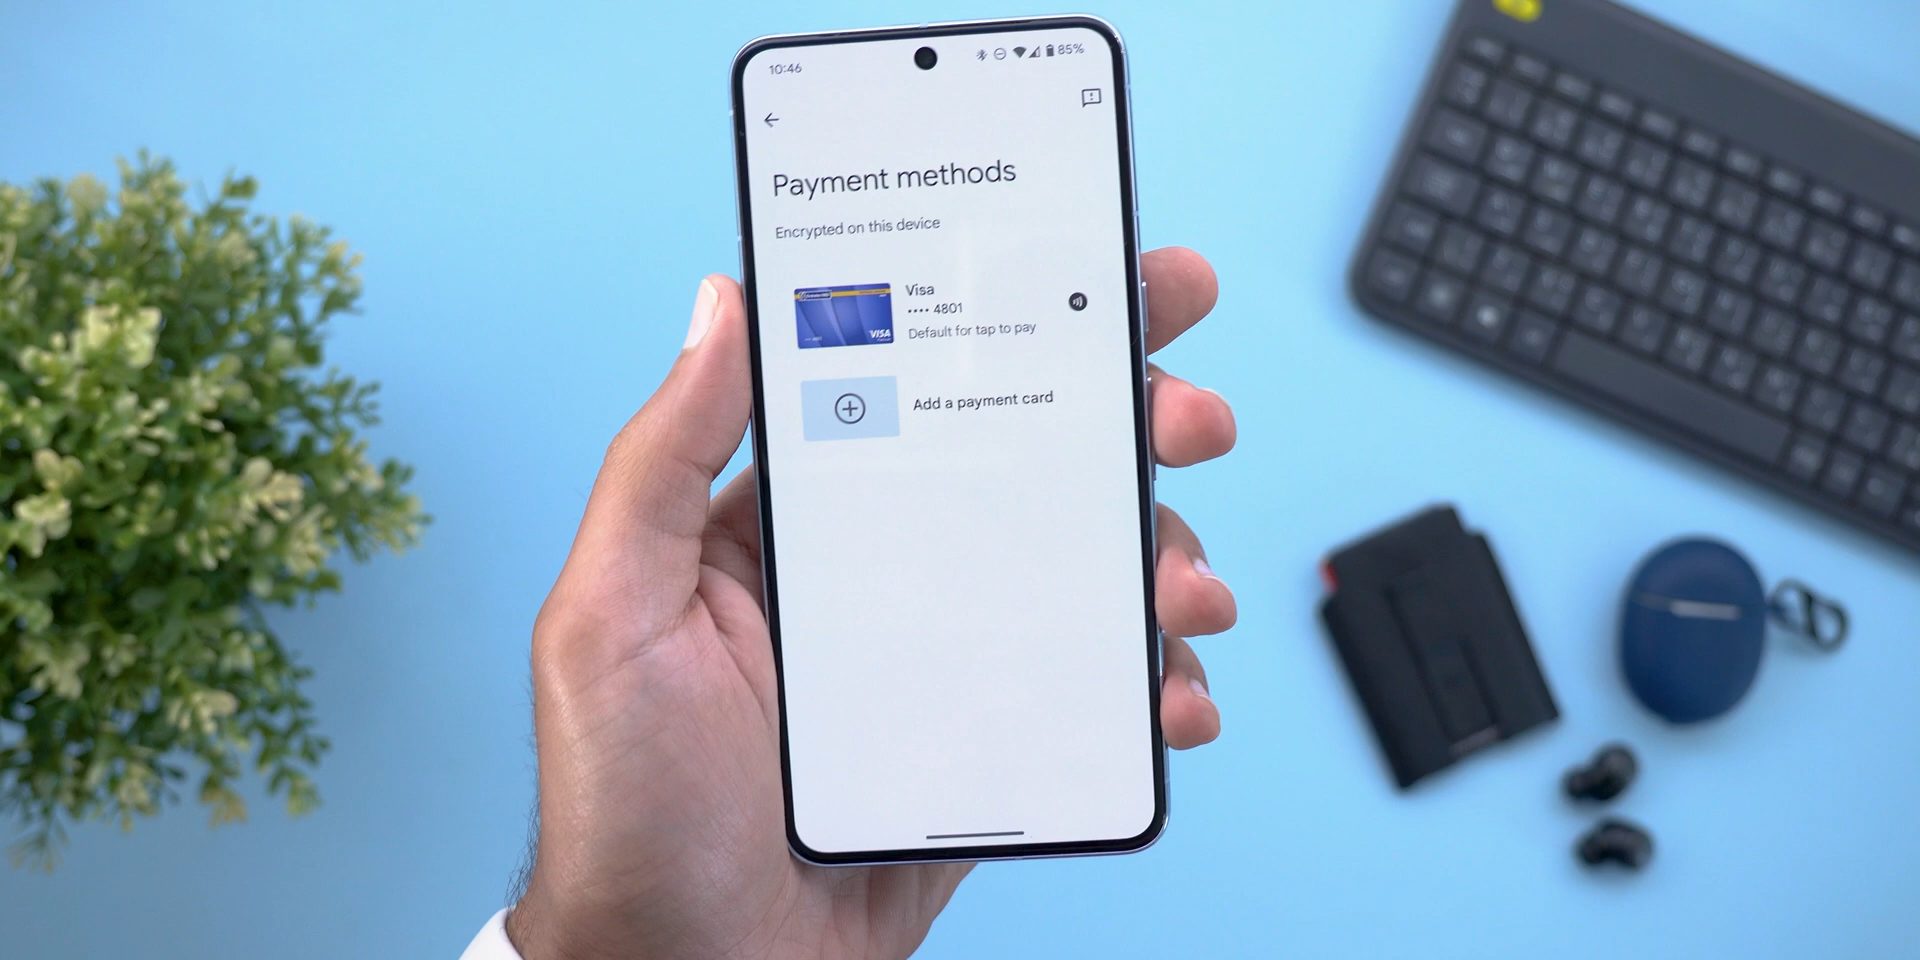 10:46
85%
Payment methods
Encrypted on this device
Visa
•••• 4801
Default for tap to pay
VISA
Add a payment card